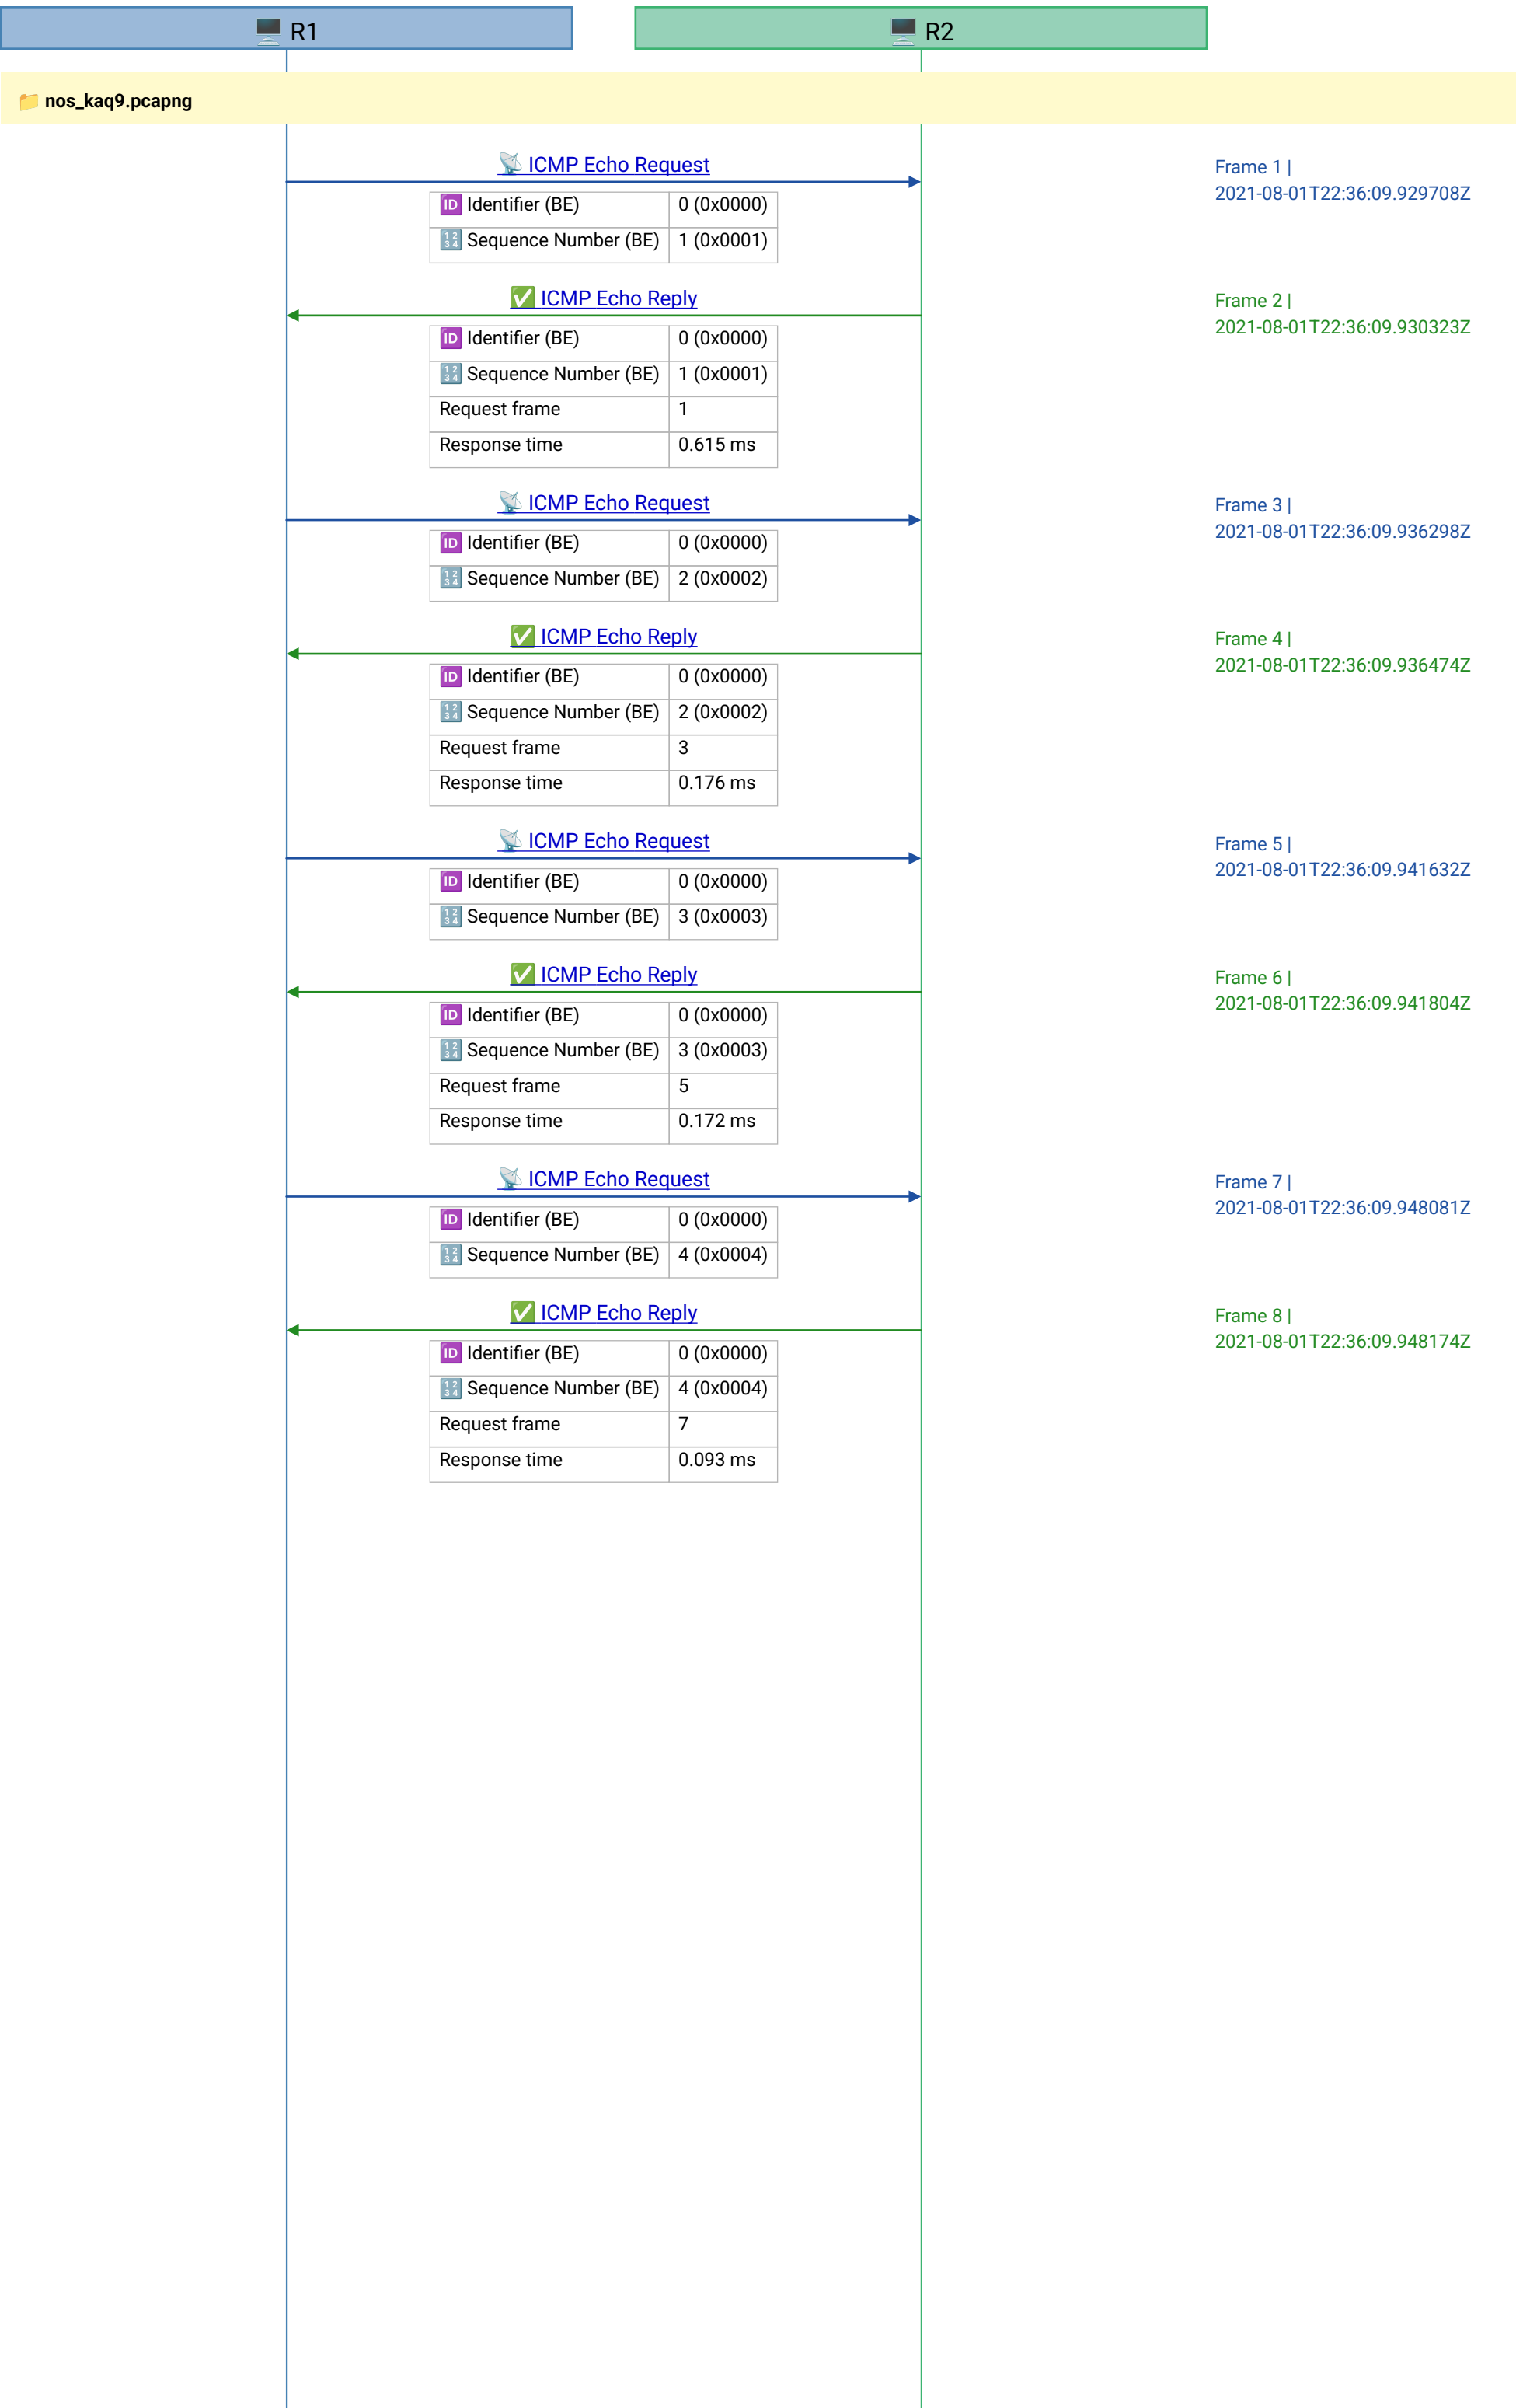 🖥️ R1
🖥️ R2
📁 nos_kaq9.pcapng
📡 ICMP Echo Request
Frame 1 |
2021-08-01T22:36:09.929708Z
🆔 Identifier (BE) 0 (0x0000)
🔢 Sequence Number (BE) 1 (0x0001)
✅ ICMP Echo Reply
Frame 2 |
2021-08-01T22:36:09.930323Z
🆔 Identifier (BE) 0 (0x0000)
🔢 Sequence Number (BE) 1 (0x0001)
Request frame 1
Response time 0.615 ms
📡 ICMP Echo Request
Frame 3 |
2021-08-01T22:36:09.936298Z
🆔 Identifier (BE) 0 (0x0000)
🔢 Sequence Number (BE) 2 (0x0002)
✅ ICMP Echo Reply
Frame 4 |
2021-08-01T22:36:09.936474Z
🆔 Identifier (BE) 0 (0x0000)
🔢 Sequence Number (BE) 2 (0x0002)
Request frame 3
Response time 0.176 ms
📡 ICMP Echo Request
Frame 5 |
2021-08-01T22:36:09.941632Z
🆔 Identifier (BE) 0 (0x0000)
🔢 Sequence Number (BE) 3 (0x0003)
✅ ICMP Echo Reply
Frame 6 |
2021-08-01T22:36:09.941804Z
🆔 Identifier (BE) 0 (0x0000)
🔢 Sequence Number (BE) 3 (0x0003)
Request frame 5
Response time 0.172 ms
📡 ICMP Echo Request
Frame 7 |
2021-08-01T22:36:09.948081Z
🆔 Identifier (BE) 0 (0x0000)
🔢 Sequence Number (BE) 4 (0x0004)
✅ ICMP Echo Reply
Frame 8 |
2021-08-01T22:36:09.948174Z
🆔 Identifier (BE) 0 (0x0000)
🔢 Sequence Number (BE) 4 (0x0004)
Request frame 7
Response time 0.093 ms